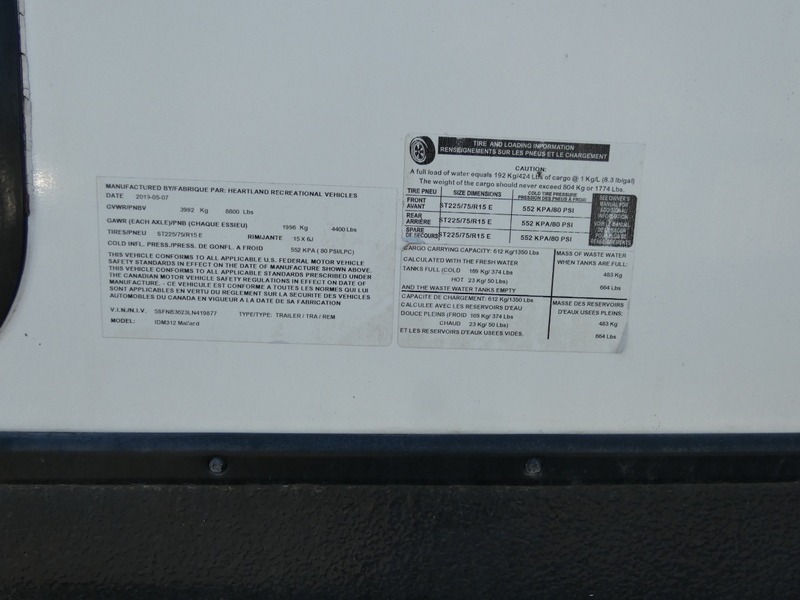 MANUFACTURED BY/FABRIQUE PAR: HEARTLAND RECREATIONAL VEHICLES
DATE 2019-05-07
GVWR/PNBV 3992 Kg 8800 Lbs
GAWR (EACH AXLE)/PNB (CHAQUE ESSIEU) 1996 Kg 4400 Lbs
TIRES/PNEU ST225/75/R15 E RIM/JANTE 15 X 6J
COLD INFL. PRESS./PRESS. DE GONFL. A FROID 552 KPA ( 80 PSI/LPC)
THIS VEHICLE CONFORMS TO ALL APPLICABLE U.S. FEDERAL MOTOR VEHICLE
SAFETY STANDARDS IN EFFECT ON THE DATE OF MANUFACTURE SHOWN ABOVE.
THIS VEHICLE CONFORMS TO ALL APPLICABLE STANDARDS PRESCRIBED UNDER
THE CANADIAN MOTOR VEHICLE SAFETY REGULATIONS IN EFFECT ON DATE OF
MANUFACTURE. - CE VEHICULE EST CONFORME A TOUTES LES NORMES QUI LUI
SONT APPLICABLES EN VERTU DU REGLEMENT SUR LA SECURITE DES VEHICLES
AUTOMOBILES DU CANADA EN VIGUEUR A LA DATE DE SA FABRICATION
V.I.N./N.I.V. 5SFNB3623LN419877 TYPE/TYPE: TRAILER / TRA / REM
MODEL: IDM312 Mallard
TIRE AND LOADING INFORMATION
RENSEIGNEMENTS SUR LES PNEUS ET LE CHARGEMENT
CAUTION:
A full load of water equals 192 Kg/424 Lbs of cargo @ 1 Kg/L (8.3 lb/gal)
The weight of the cargo should never exceed 804 Kg or 1774 Lbs.
TIRE PNEU SIZE DIMENSIONS COLD TIRE PRESSURE
PRESSION DES PNEUS A FROID
FRONT
AVANT ST225/75/R15 E 552 KPA/80 PSI
REAR
ARRIÈRE ST225/75/R15 E 552 KPA/80 PSI
SPARE
DE SECOURS ST225/75/R15 E 552 KPA/80 PSI
SEE OWNER'S
MANUAL FOR
ADDITIONAL
INFORMATION
CARGO CARRYING CAPACITY: 612 Kg/1350 Lbs
CALCULATED WITH THE FRESH WATER
TANKS FULL (COLD 169 Kg/ 374 Lbs
HOT 23 Kg/ 50 Lbs)
AND THE WASTE WATER TANKS EMPTY
MASS OF WASTE WATER
WHEN TANKS ARE FULL:
483 Kg
664 Lbs
CAPACITE DE CHARGEMENT: 612 Kg/1350 Lbs
CALCULEE AVEC LES RESERVOIRS D'EAU
DOUCE PLEINS (FROID 169 Kg/ 374 Lbs
CHAUD 23 Kg/ 50 Lbs)
ET LES RESERVOIRS D'EAUX USEES VIDES.
MASSE DES RESERVOIRS
D'EAUX USEES PLEINS:
483 Kg
664 Lbs